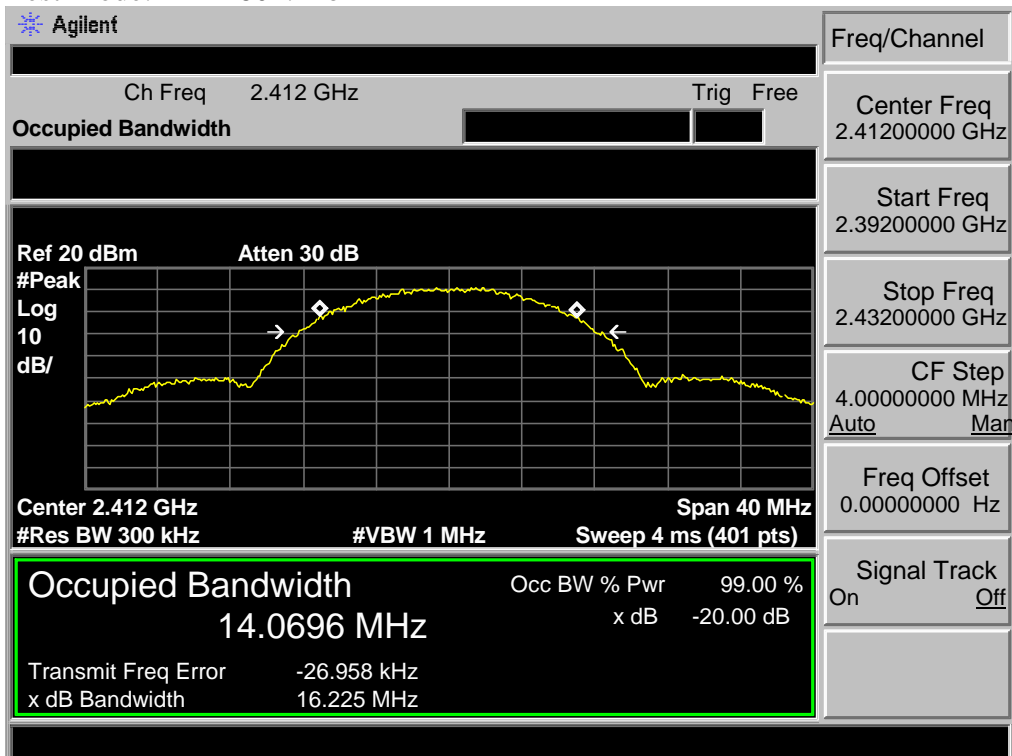 Agilent
Freq/Channel
Ch Freq 2.412 GHz Trig Free
Occupied Bandwidth
Center Freq
2.41200000 GHz
Start Freq
2.39200000 GHz
Stop Freq
2.43200000 GHz
CF Step
4.00000000 MHz
Auto Man
Freq Offset
0.00000000 Hz
Signal Track
On Off
Ref 20 dBm Atten 30 dB
#Peak
Log
10
dB/
Center 2.412 GHz Span 40 MHz
#Res BW 300 kHz #VBW 1 MHz Sweep 4 ms (401 pts)
Occupied Bandwidth Occ BW % Pwr 99.00 %
14.0696 MHz x dB -20.00 dB
Transmit Freq Error -26.958 kHz
x dB Bandwidth 16.225 MHz